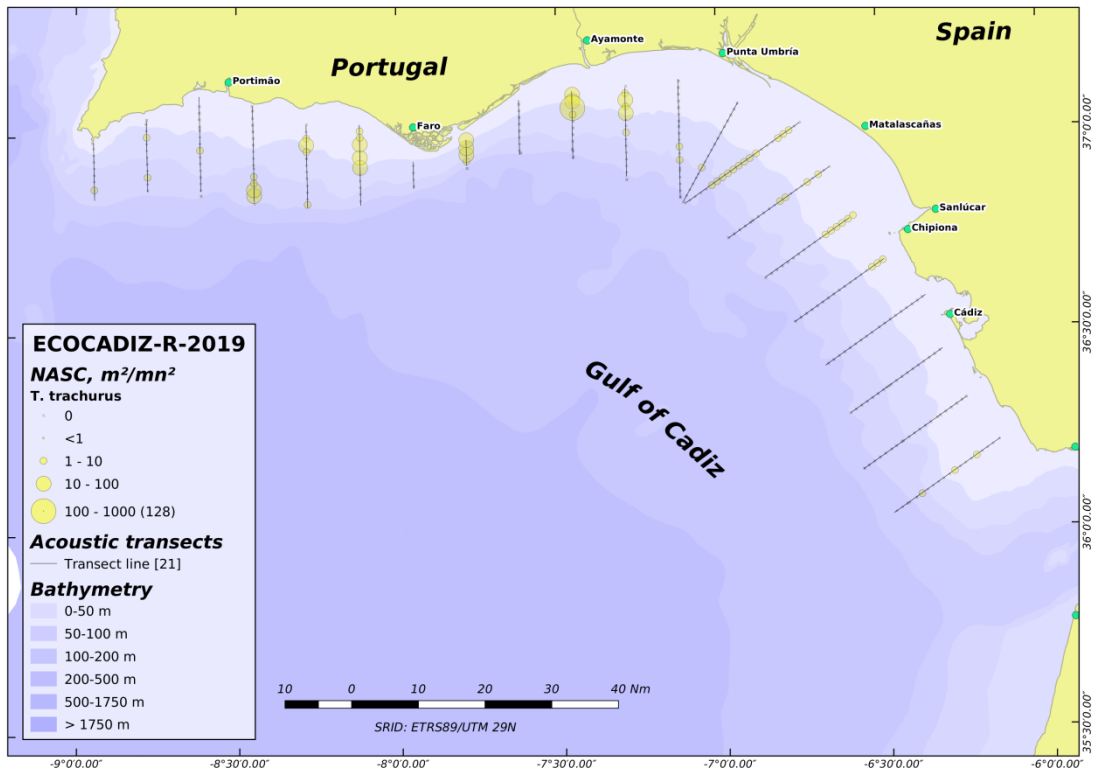 Spain
Portugal
Ayamonte
Punta Umbría
Portimão
Faro
Matalascañas
Sanlúcar
Chipiona
Cádiz
Gulf of Cadiz
ECOCADIZ-R-2019
NASC, m²/mn²
T. trachurus
0
<1
1 - 10
10 - 100
100 - 1000 (128)
Acoustic transects
Transect line [21]
Bathymetry
0-50 m
50-100 m
100-200 m
200-500 m
500-1750 m
> 1750 m
10 0 10 20 30 40 Nm
SRID: ETRS89/UTM 29N
37°0'0.00"
36°30'0.00"
36°0'0.00"
35°30'0.00"
-9°0'0.00" -8°30'0.00" -8°0'0.00" -7°30'0.00" -7°0'0.00" -6°30'0.00" -6°0'0.00"